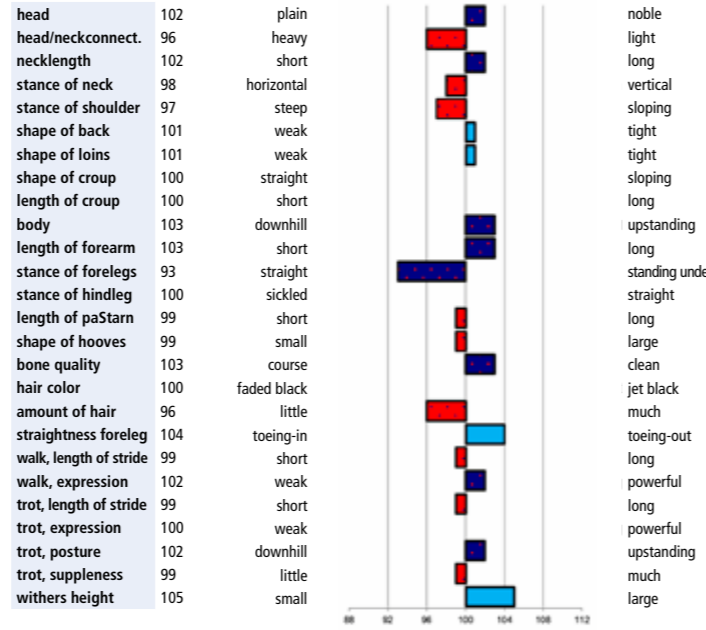 head 102 plain noble
head/neckconnect. 96 heavy light
necklength 102 short long
stance of neck 98 horizontal vertical
stance of shoulder 97 steep sloping
shape of back 101 weak tight
shape of loins 101 weak tight
shape of croup 100 straight sloping
length of croup 100 short long
body 103 downhill upstanding
length of forearm 103 short long
stance of forelegs 93 straight standing unde
stance of hindleg 100 sickled straight
length of paStarn 99 short long
shape of hooves 99 small large
bone quality 103 course clean
hair color 100 faded black jet black
amount of hair 96 little much
straightness foreleg 104 toeing-in toeing-out
walk, length of stride 99 short long
walk, expression 102 weak powerful
trot, length of stride 99 short long
trot, expression 100 weak powerful
trot, posture 102 downhill upstanding
trot, suppleness 99 little much
withers height 105 small large
88 92 96 100 104 108 112